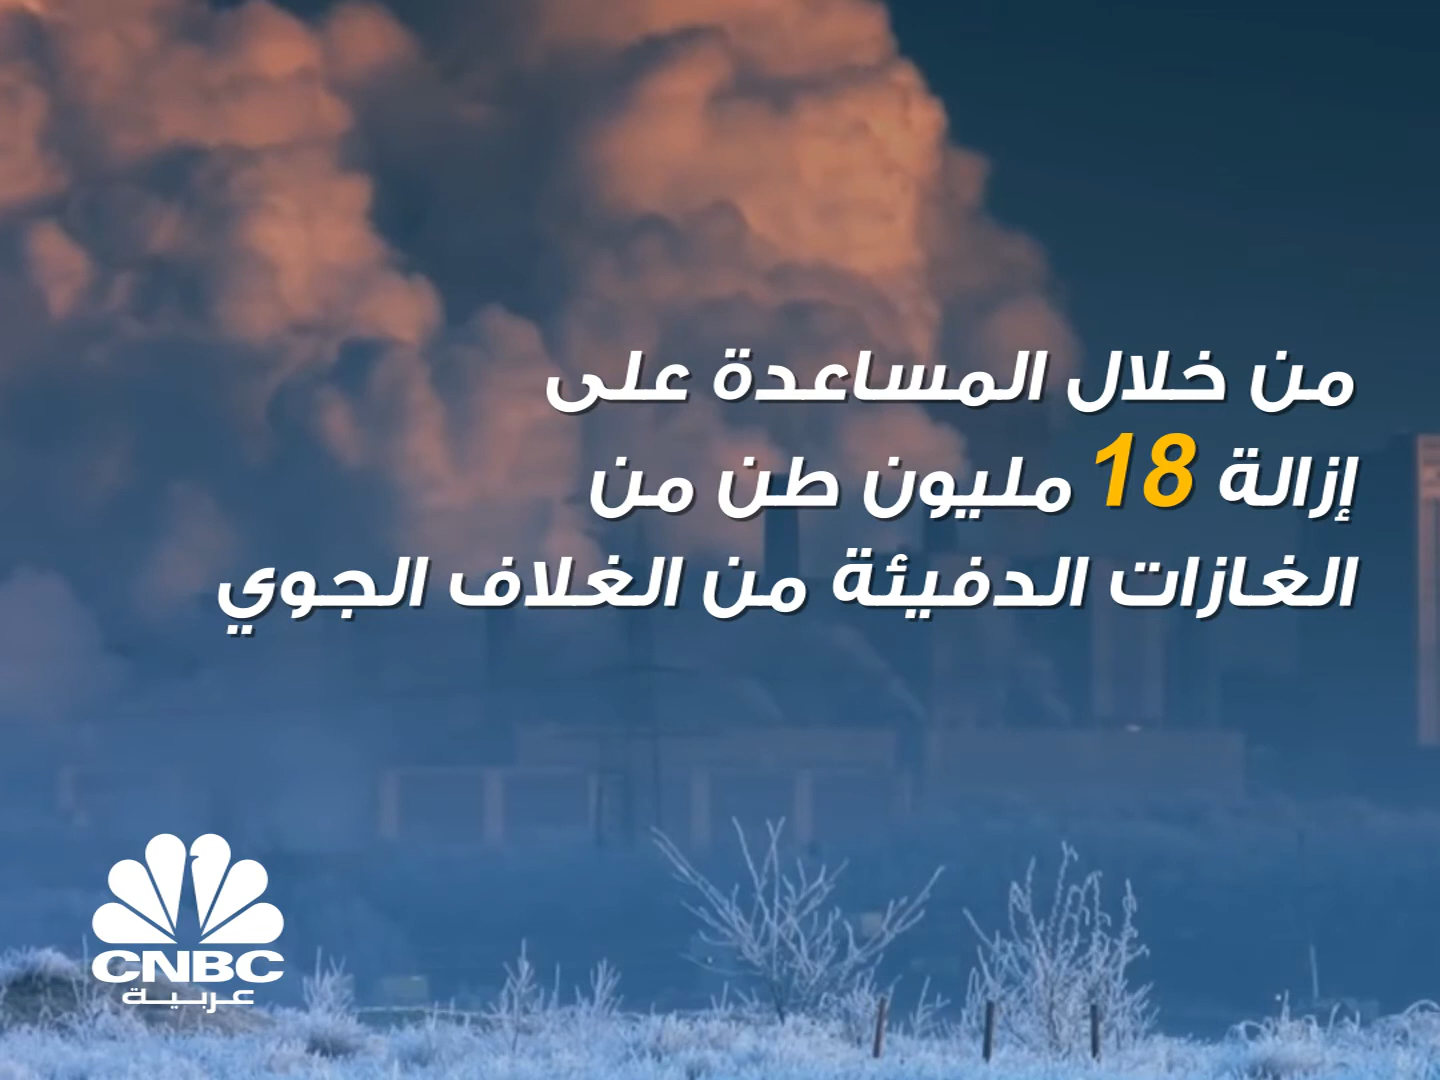 من خلال المساعدة على
إزالة 18 مليون طن من
الغازات الدفيئة من الغلاف الجوي
CNBC
عربية